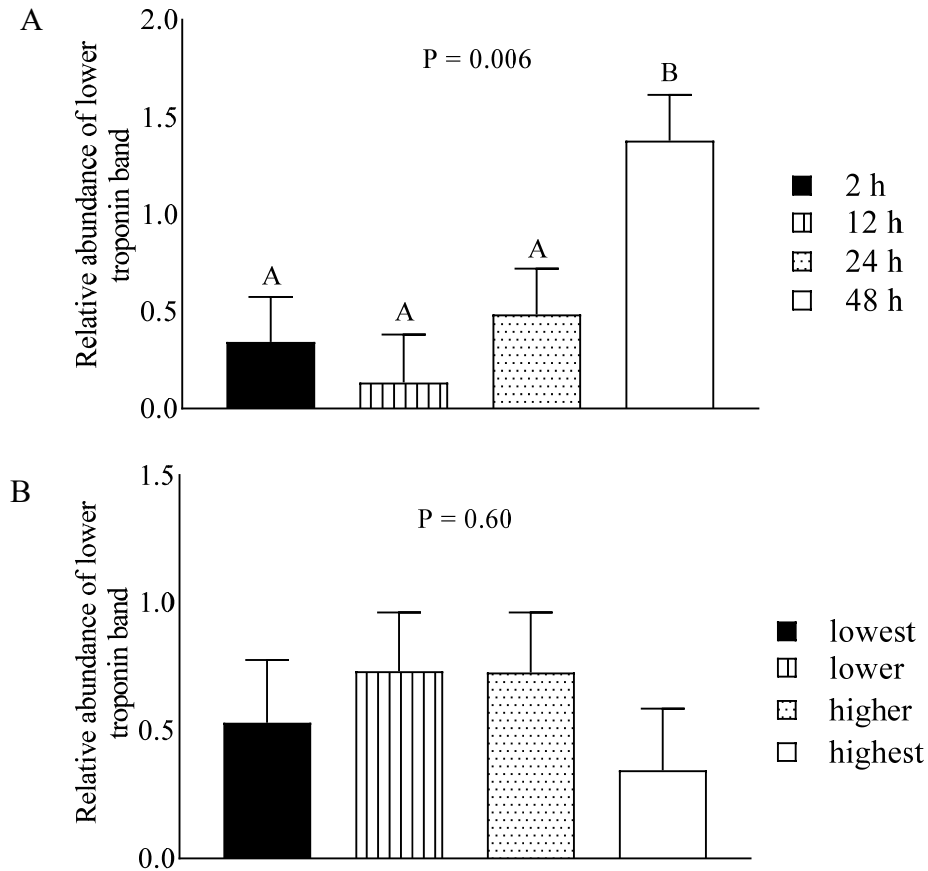 A
Relative abundance of lower
troponin band
2.0
1.5
1.0
0.5
0.0
P = 0.006
A
A
A
B
2 h
12 h
24 h
48 h
B
Relative abundance of lower
troponin band
1.5
1.0
0.5
0.0
P = 0.60
lowest
lower
higher
highest